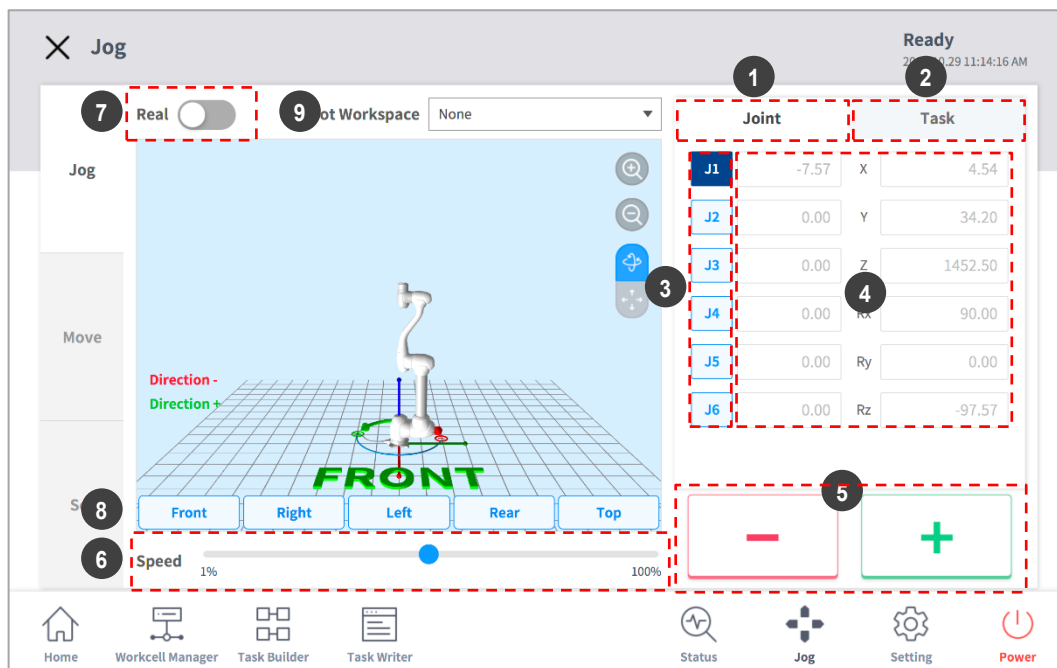 Jog
Ready
29 11:14:16 AM
1
2
7
Real
9
Workspace
None
Joint
Task
Jog
J1
-7.57
X
4.54
J2
0.00
Y
34.20
3
J3
0.00
Z
1452.50
4
J4
0.00
Rx
90.00
Move
J5
0.00
Ry
0.00
Direction -
Direction +
J6
0.00
Rz
-97.57
FRONT
5
8
Front
Right
Left
Rear
Top
6
Speed
1%
100%
Home
Workcell Manager
Task Builder
Task Writer
Status
Jog
Setting
Power